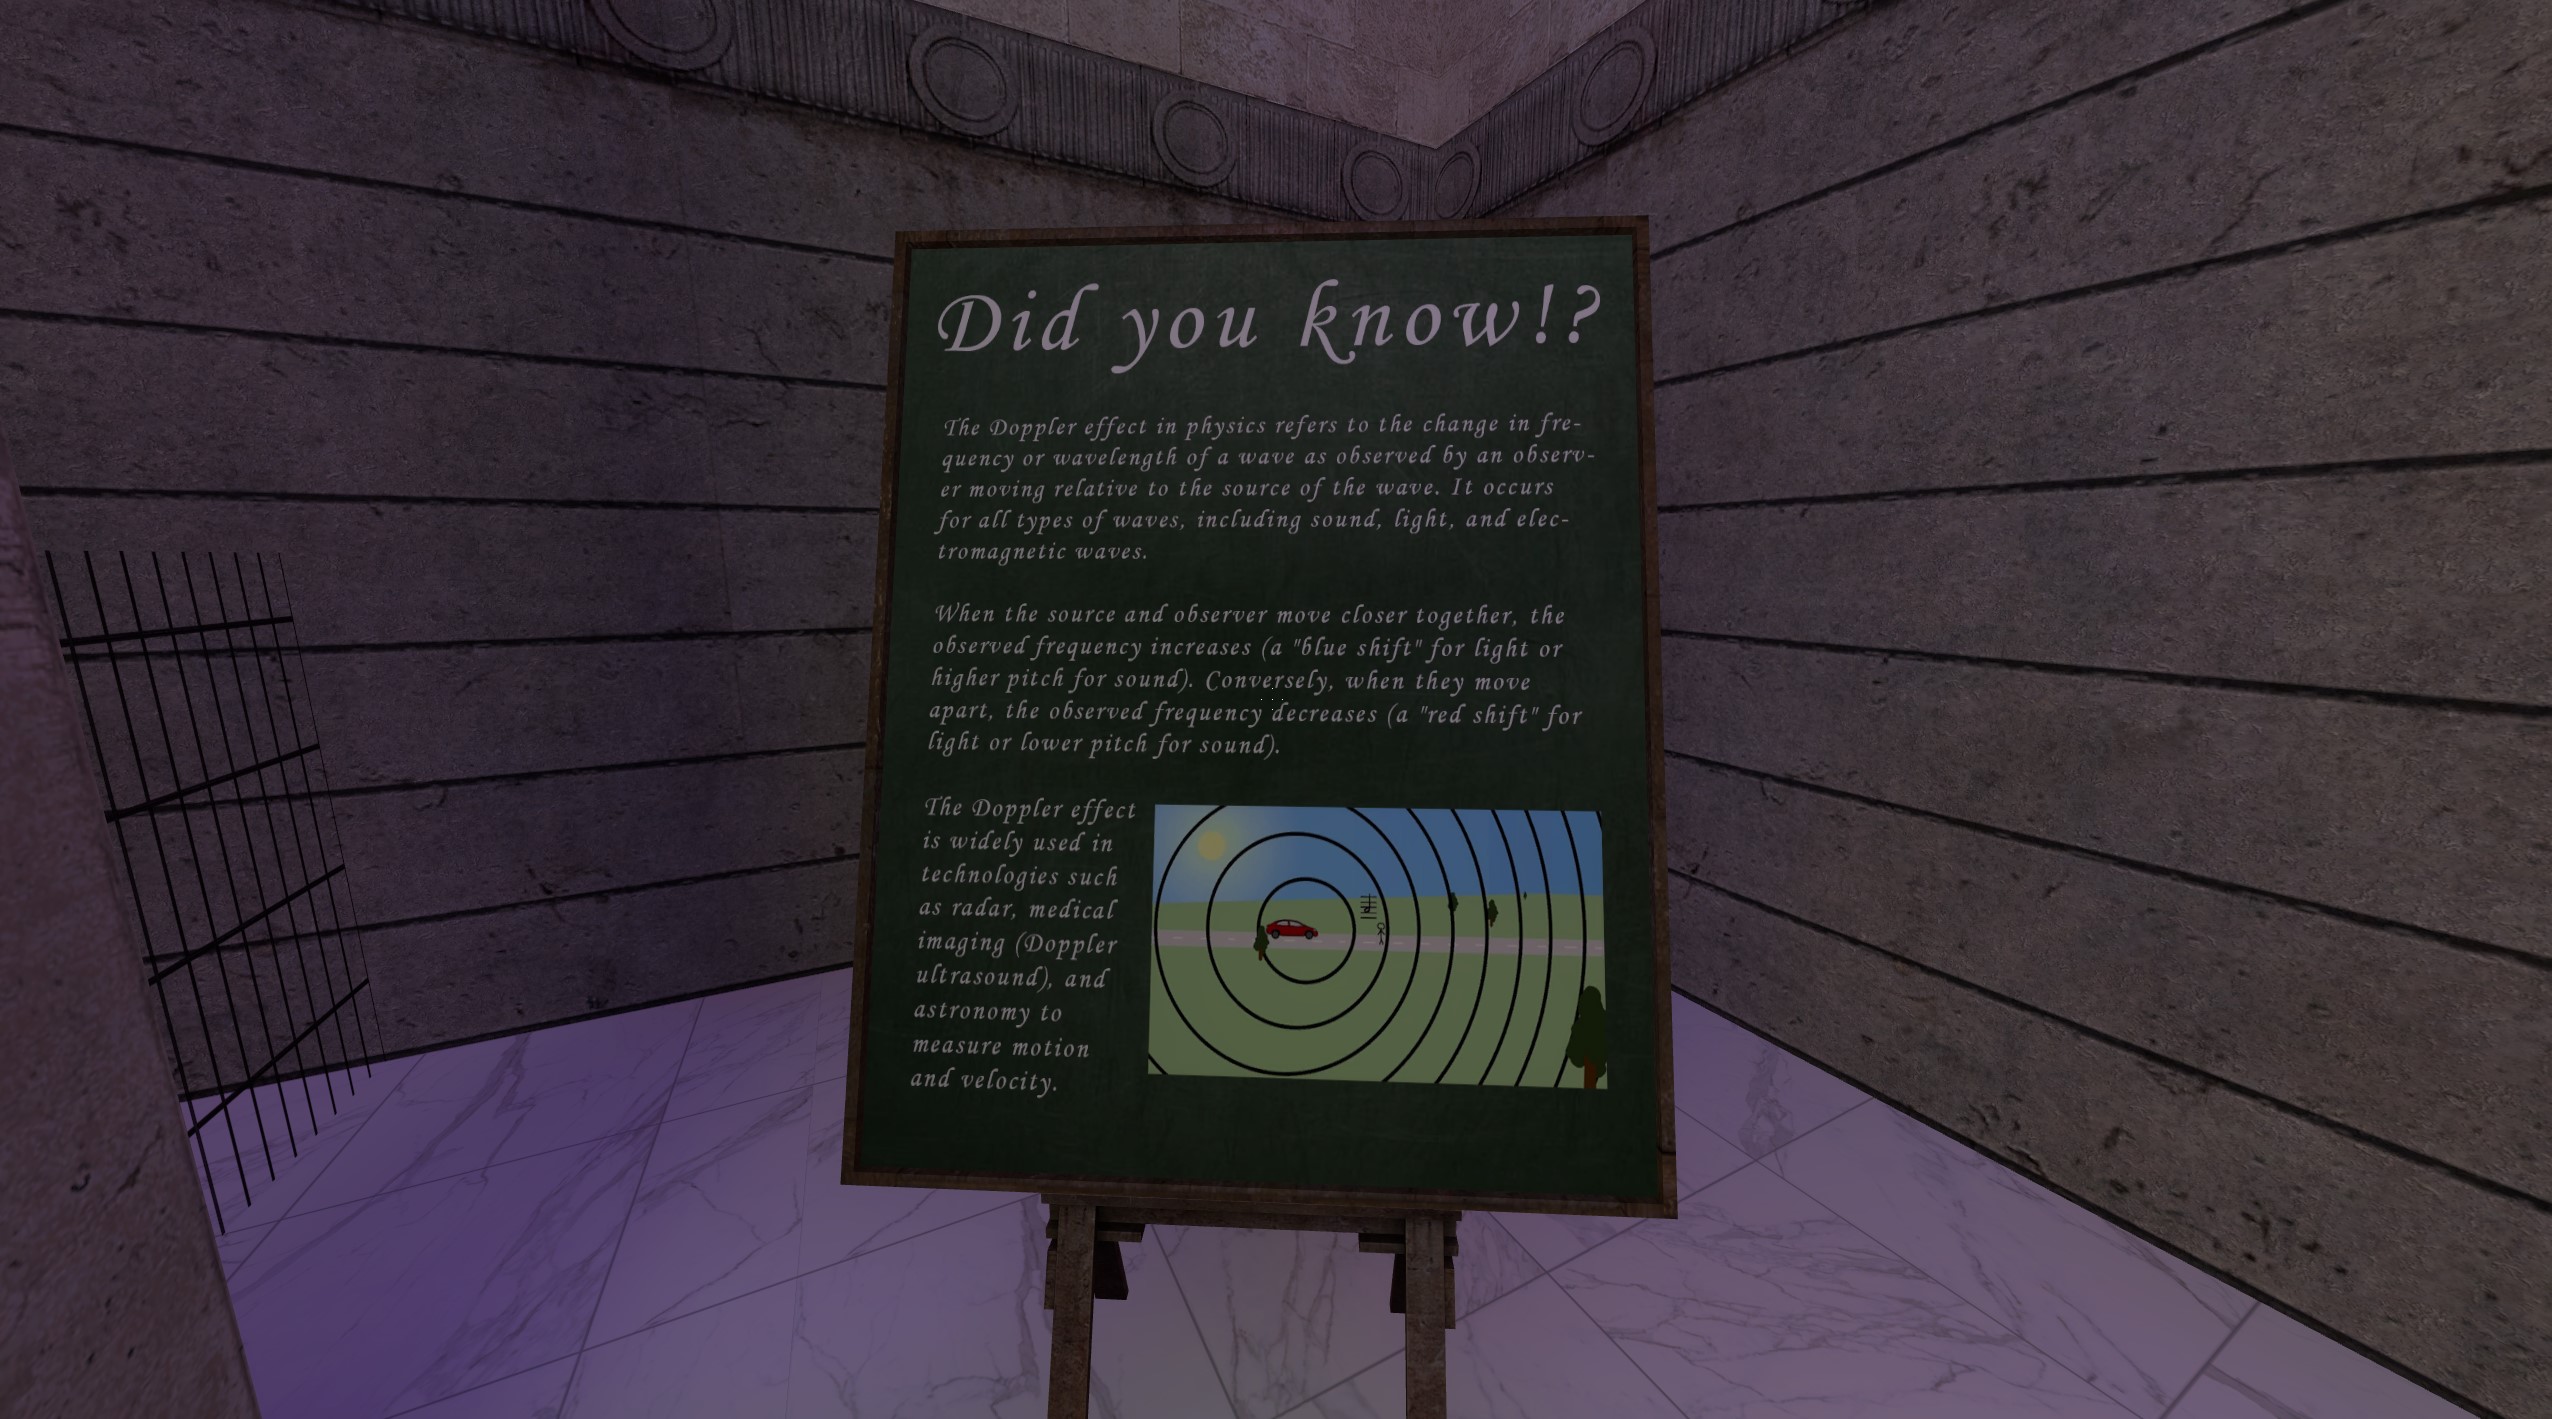 Did you know!?
The Doppler effect in physics refers to the change in fre-
quency or wavelength of a wave as observed by an observ-
er moving relative to the source of the wave. It occurs
for all types of waves, including sound, light, and elec-
tromagnetic waves.
When the source and observer move closer together, the
observed frequency increases (a "blue shift" for light or
higher pitch for sound). Conversely, when they move
apart, the observed frequency decreases (a "red shift" for
light or lower pitch for sound).
The Doppler effect
is widely used in
technologies such
as radar, medical
imaging (Doppler
ultrasound), and
astronomy to
measure motion
and velocity.